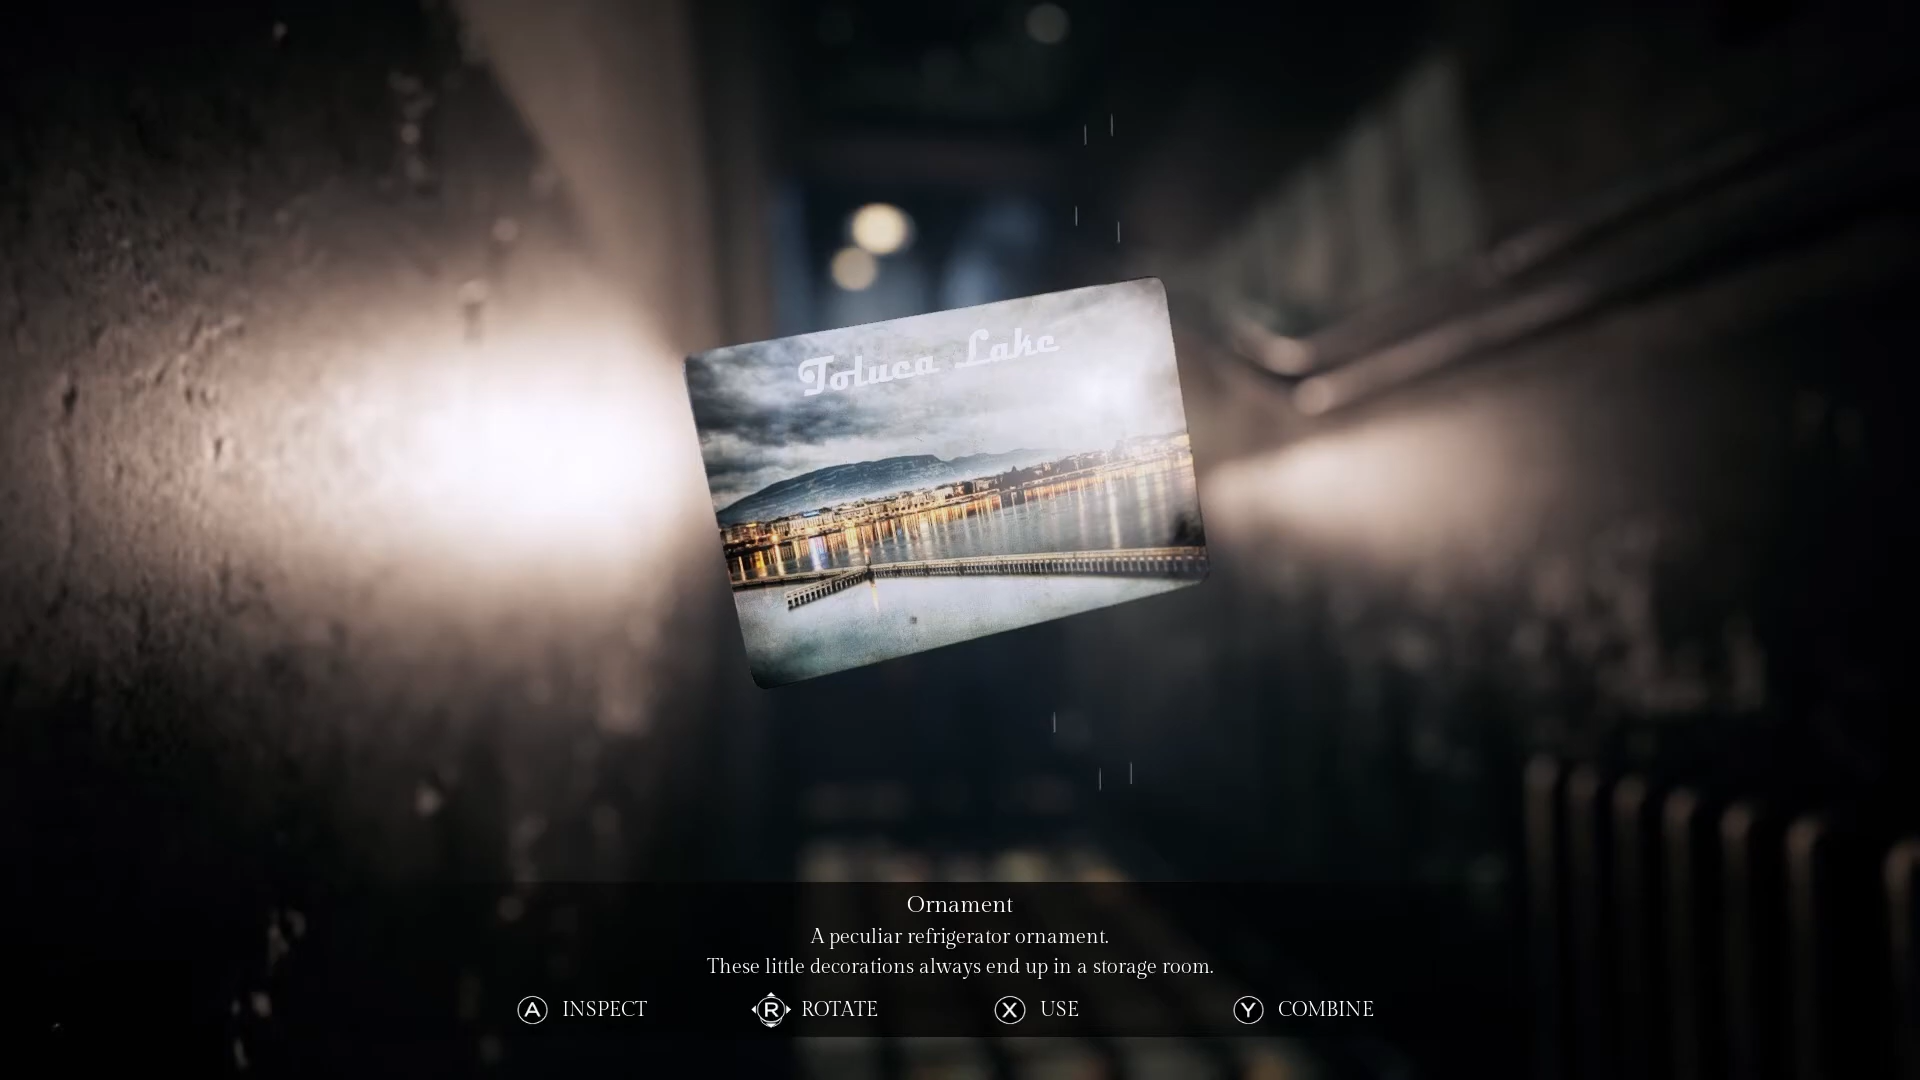 Toluca Lake
Ornament
A peculiar refrigerator ornament.
These little decorations always end up in a storage room.
A INSPECT
R ROTATE
X USE
Y COMBINE